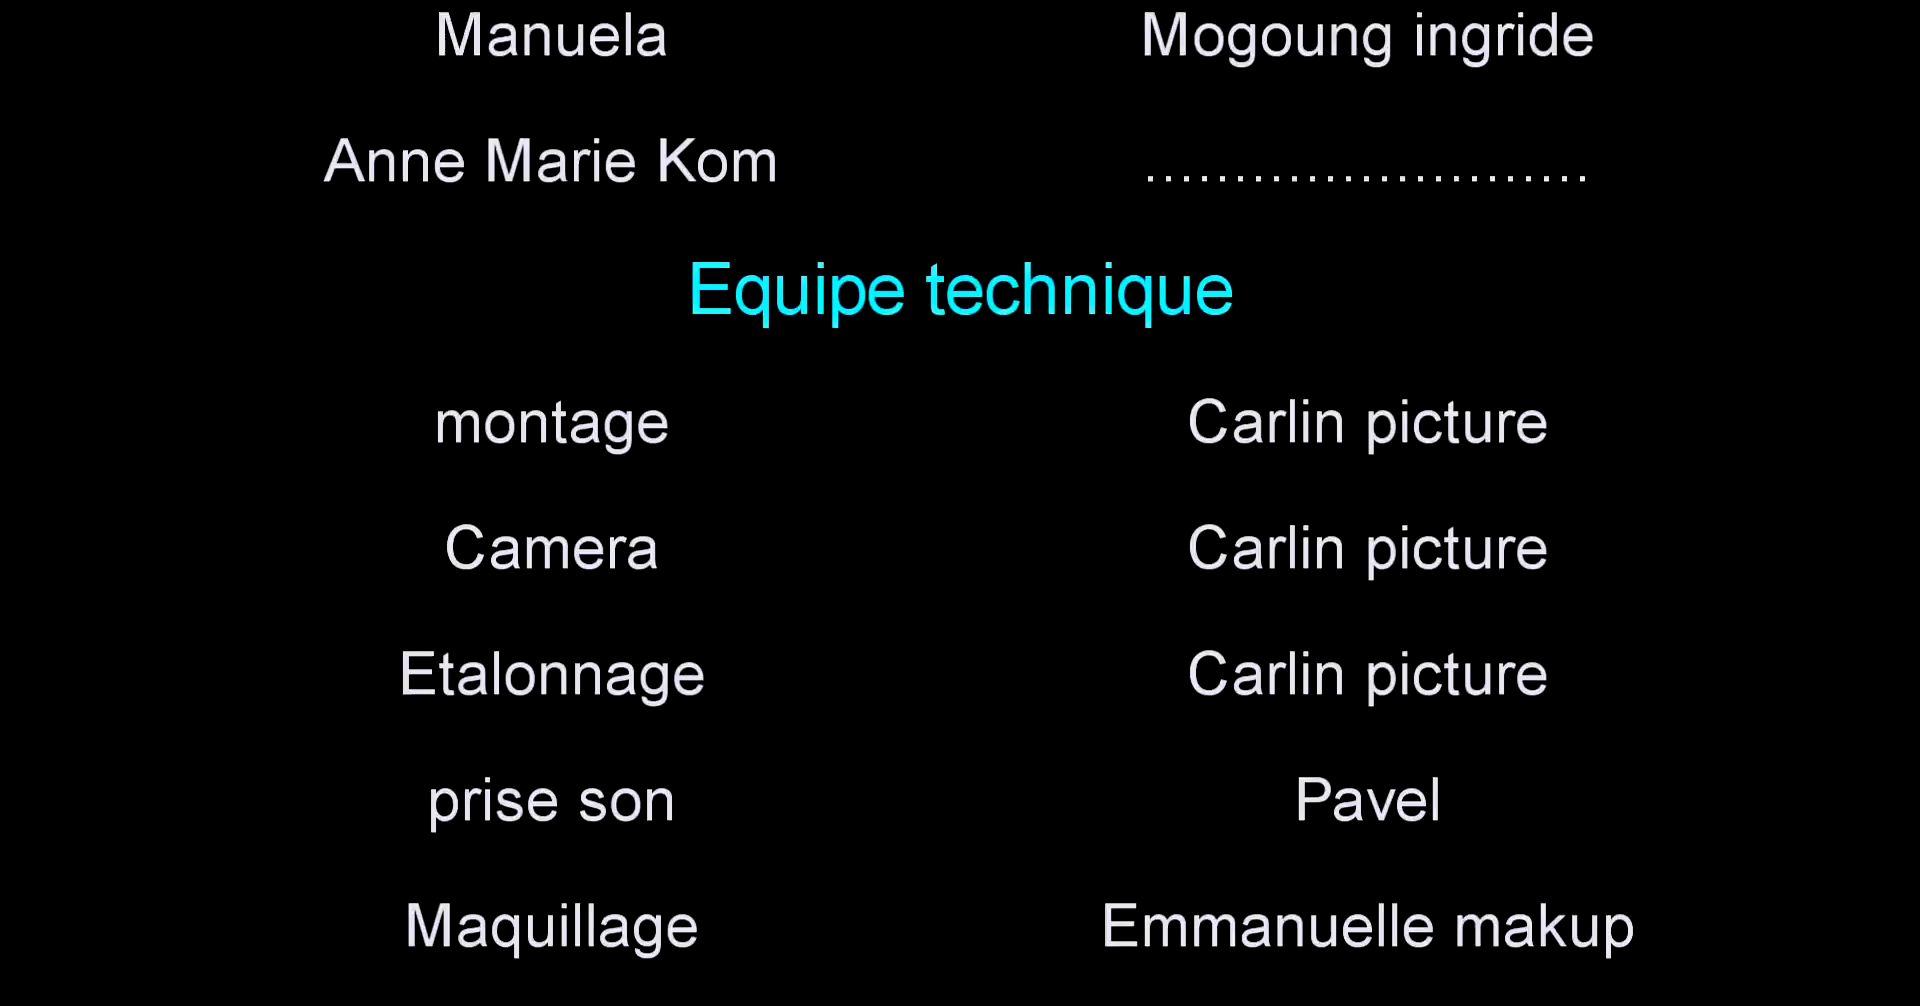 Manuela Mogoung ingride
Anne Marie Kom ........................
Equipe technique
montage Carlin picture
Camera Carlin picture
Etalonnage Carlin picture
prise son Pavel
Maquillage Emmanuelle makup